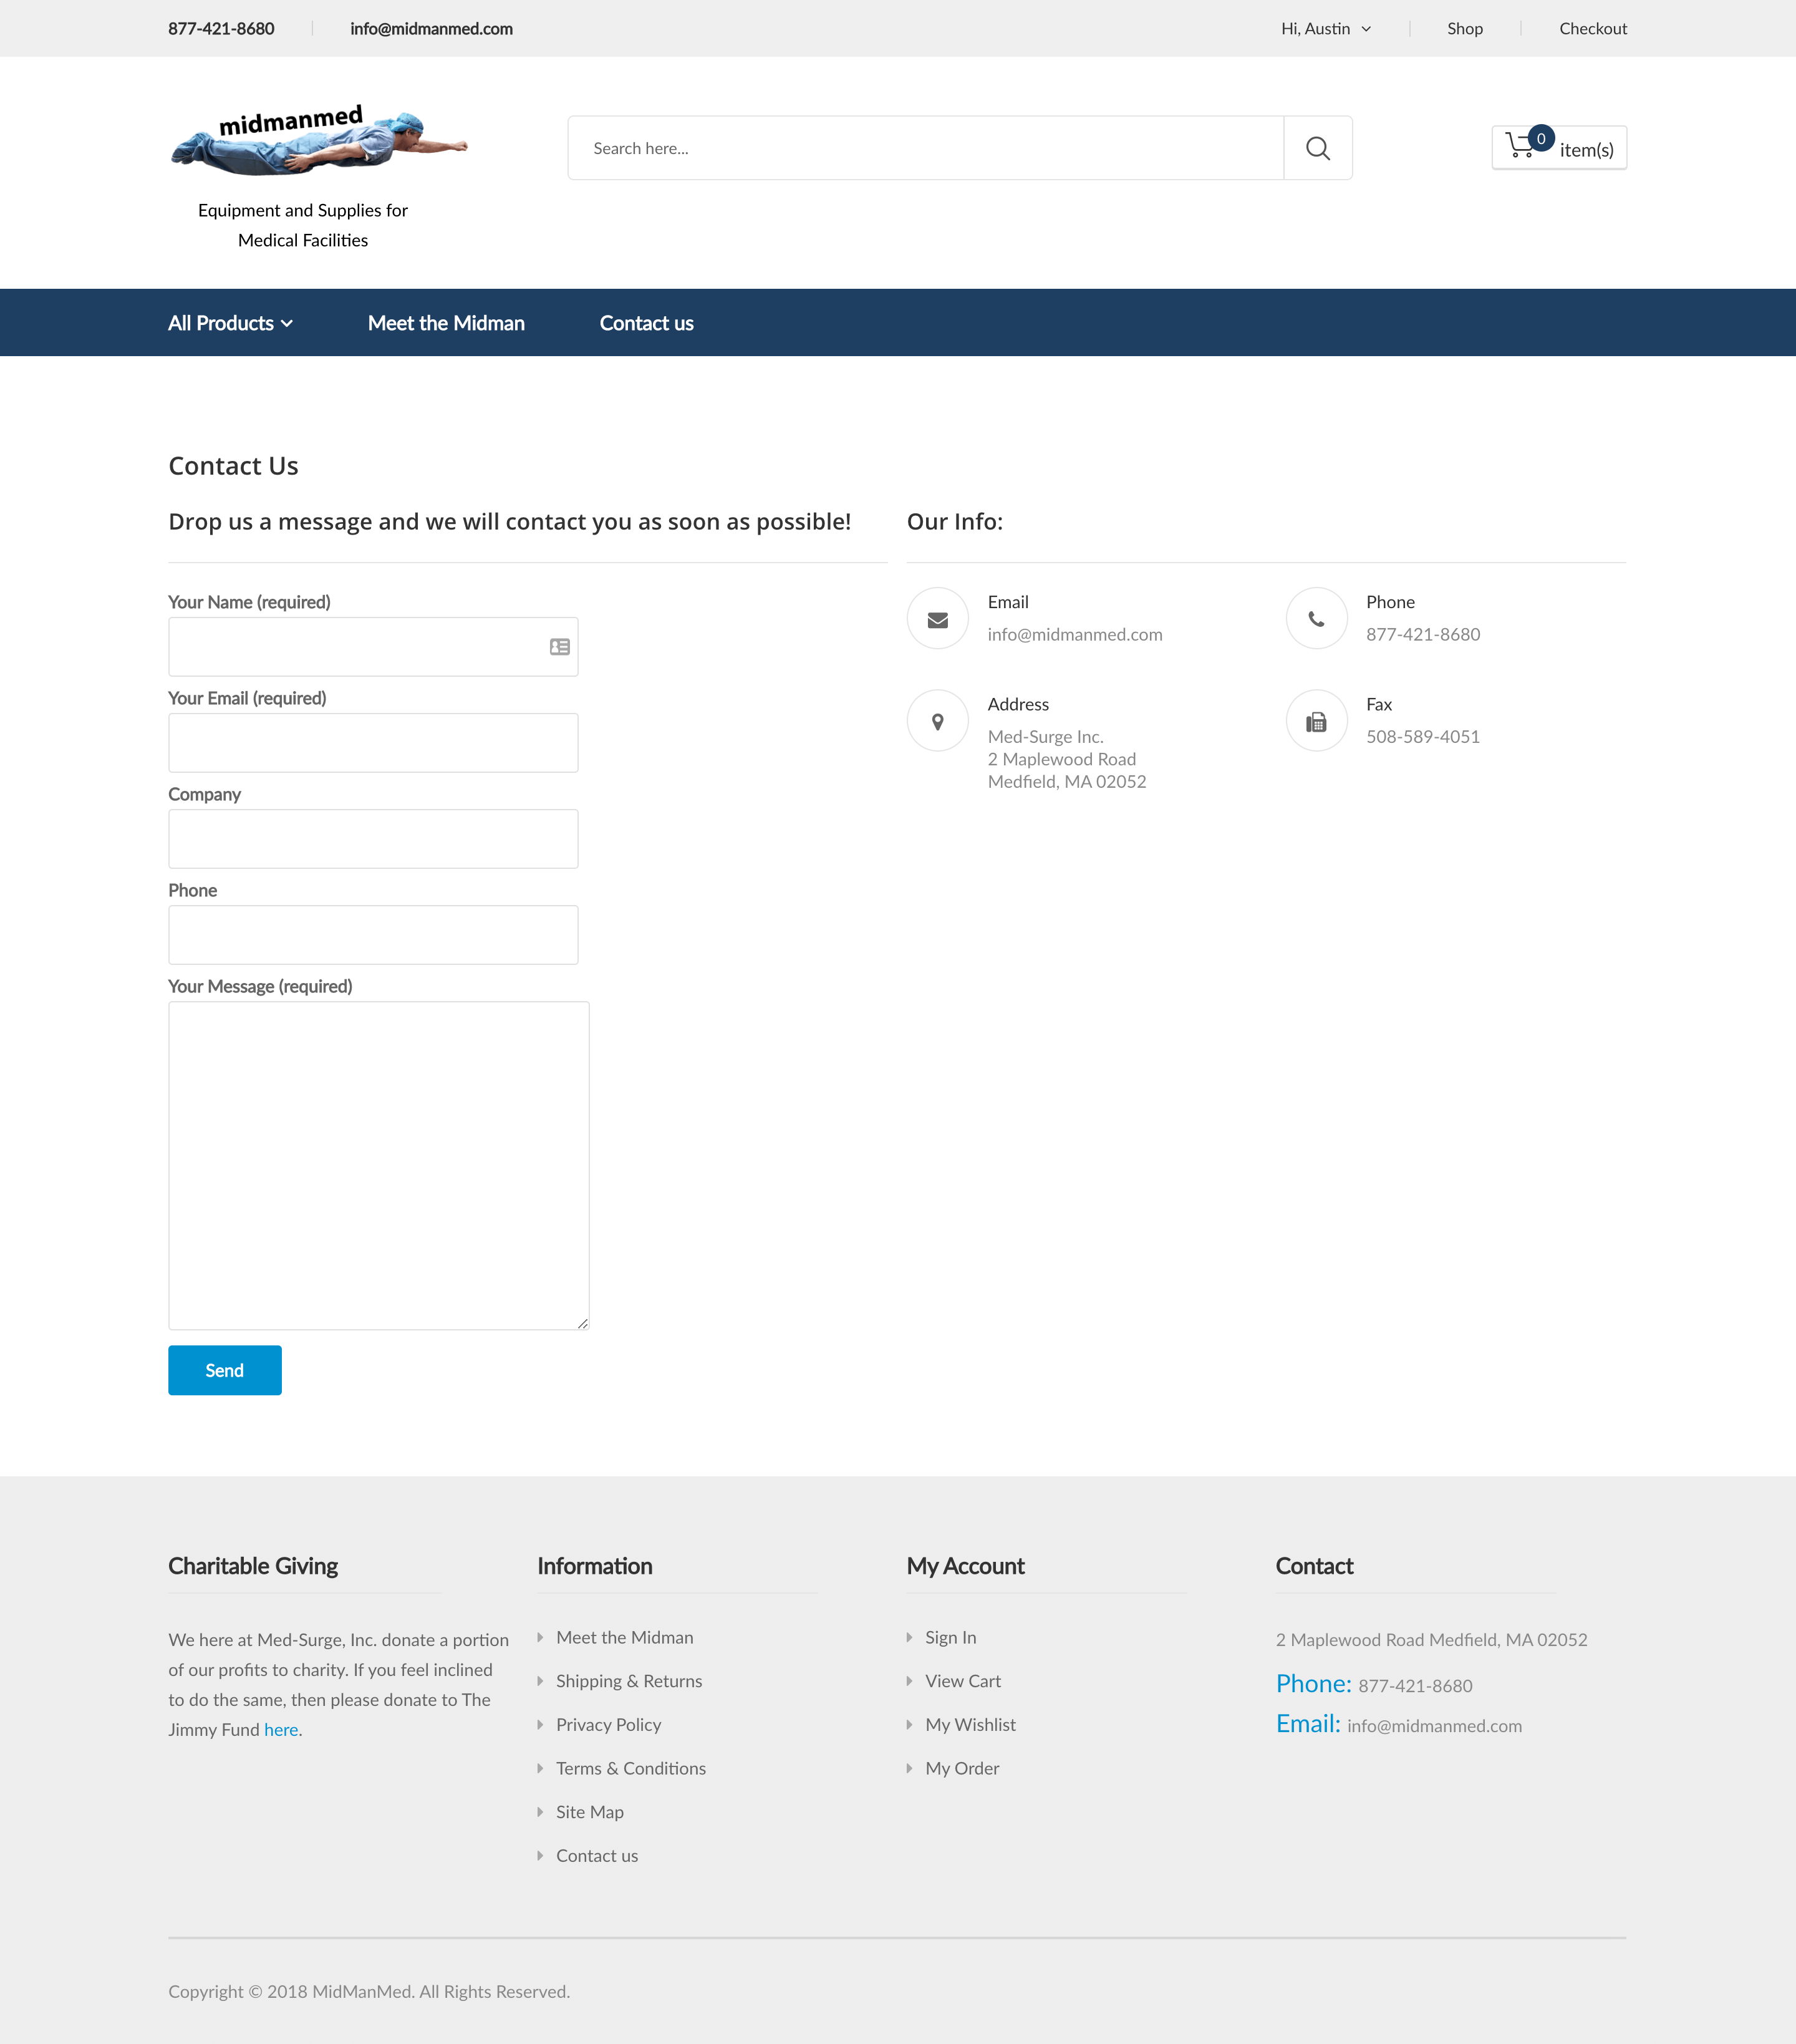 877-421-8680
info@midmanmed.com
Hi, Austin
Shop
Checkout
midmanmed
Equipment and Supplies for
Medical Facilities
Search here...
0
item(s)
All Products
Meet the Midman
Contact us
Contact Us
Drop us a message and we will contact you as soon as possible!
Your Name (required)
Your Email (required)
Company
Phone
Your Message (required)
Send
Our Info:
Email
info@midmanmed.com
Phone
877-421-8680
Address
Med-Surge Inc.
2 Maplewood Road
Medfield, MA 02052
Fax
508-589-4051
Charitable Giving
We here at Med-Surge, Inc. donate a portion
of our profits to charity. If you feel inclined
to do the same, then please donate to The
Jimmy Fund here.
Information
Meet the Midman
Shipping & Returns
Privacy Policy
Terms & Conditions
Site Map
Contact us
My Account
Sign In
View Cart
My Wishlist
My Order
Contact
2 Maplewood Road Medfield, MA 02052
Phone: 877-421-8680
Email: info@midmanmed.com
Copyright © 2018 MidManMed. All Rights Reserved.